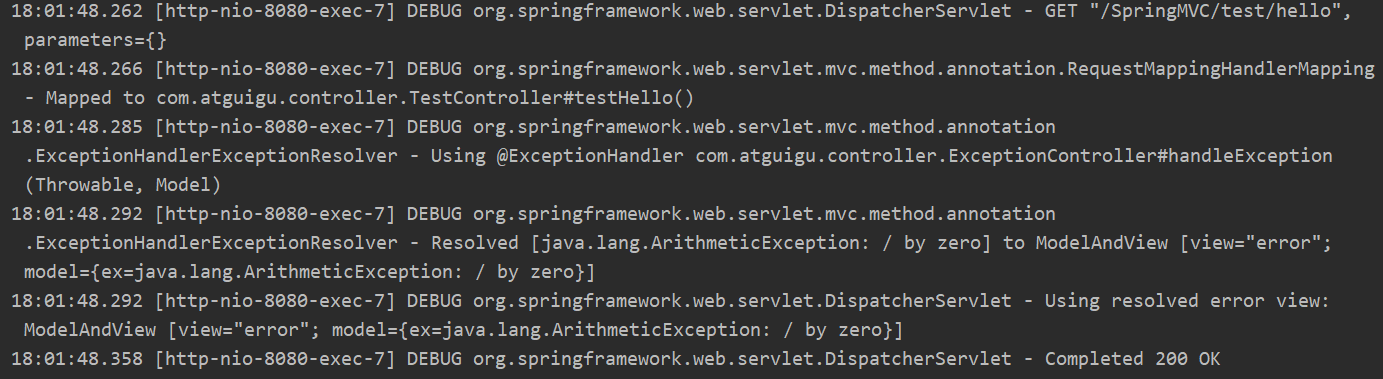 18:01:48.262 [http-nio-8080-exec-7] DEBUG org.springframework.web.servlet.DispatcherServlet - GET "/SpringMVC/test/hello",
parameters={}
18:01:48.266 [http-nio-8080-exec-7] DEBUG org.springframework.web.servlet.mvc.method.annotation.RequestMappingHandlerMapping
- Mapped to com.atguigu.controller.TestController#testHello()
18:01:48.285 [http-nio-8080-exec-7] DEBUG org.springframework.web.servlet.mvc.method.annotation
.ExceptionHandlerExceptionResolver - Using @ExceptionHandler com.atguigu.controller.ExceptionController#handleException
(Throwable, Model)
18:01:48.292 [http-nio-8080-exec-7] DEBUG org.springframework.web.servlet.mvc.method.annotation
.ExceptionHandlerExceptionResolver - Resolved [java.lang.ArithmeticException: / by zero] to ModelAndView [view="error";
model={ex=java.lang.ArithmeticException: / by zero}]
18:01:48.292 [http-nio-8080-exec-7] DEBUG org.springframework.web.servlet.DispatcherServlet - Using resolved error view:
ModelAndView [view="error"; model={ex=java.lang.ArithmeticException: / by zero}]
18:01:48.358 [http-nio-8080-exec-7] DEBUG org.springframework.web.servlet.DispatcherServlet - Completed 200 OK